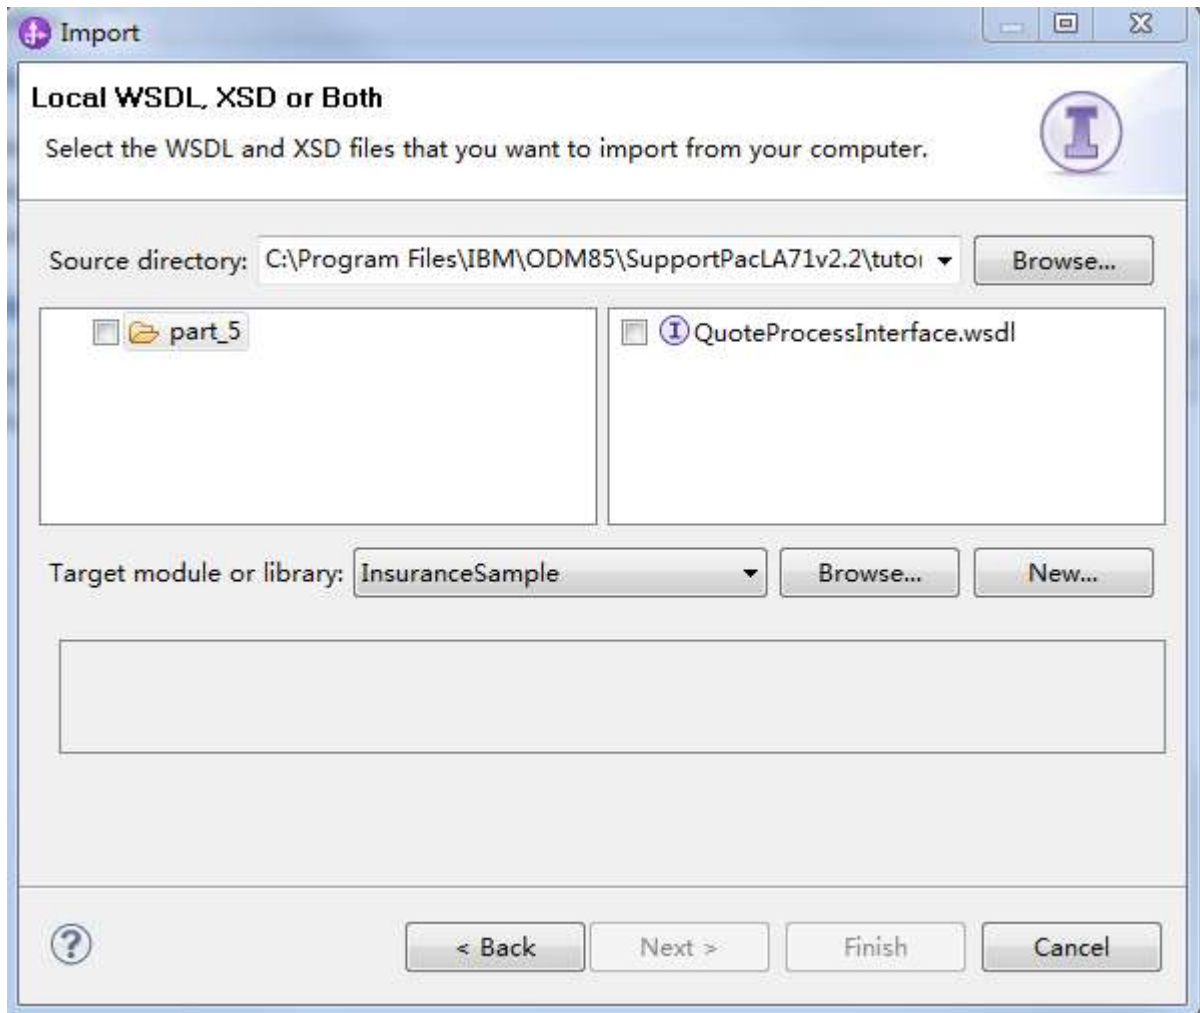 Import
Local WSDL, XSD or Both
Select the WSDL and XSD files that you want to import from your computer.
Source directory: C:\Program Files\IBM\ODM85\SupportPacLA71v2.2\tutor Browse...
part_5 QuoteProcessInterface.wsdl
Target module or library: InsuranceSample Browse... New...
< Back Next > Finish Cancel